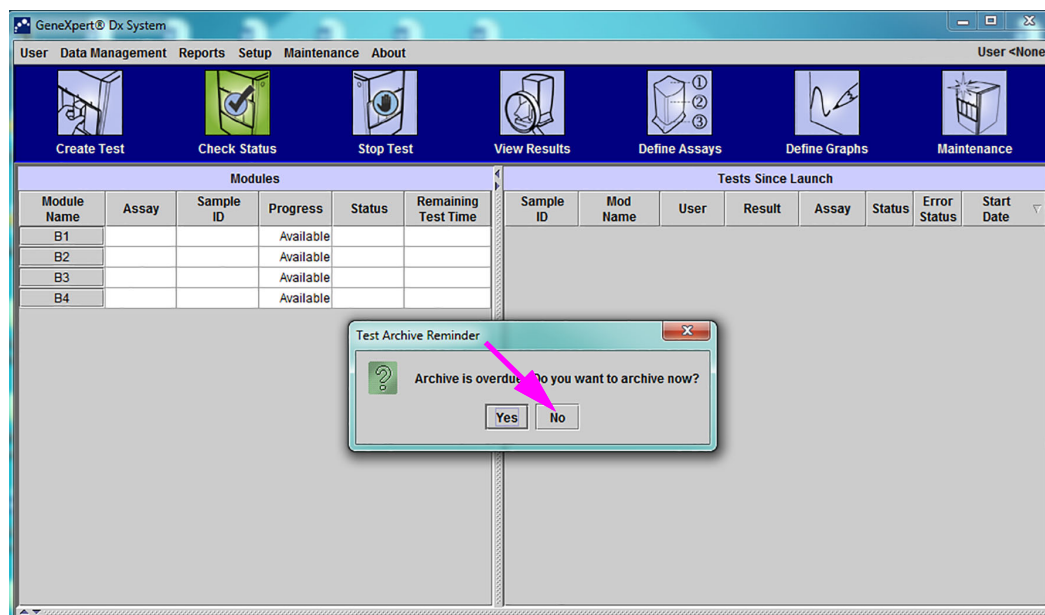 GeneXpert® Dx System
User Data Management Reports Setup Maintenance About User <None
Create Test Check Status Stop Test View Results Define Assays Define Graphs Maintenance
Modules Tests Since Launch
Module Name Assay Sample ID Progress Status Remaining Test Time Sample ID Mod Name User Result Assay Status Error Status Start Date
B1 Available
B2 Available
B3 Available
B4 Available
Test Archive Reminder
Archive is overdue Do you want to archive now?
Yes No